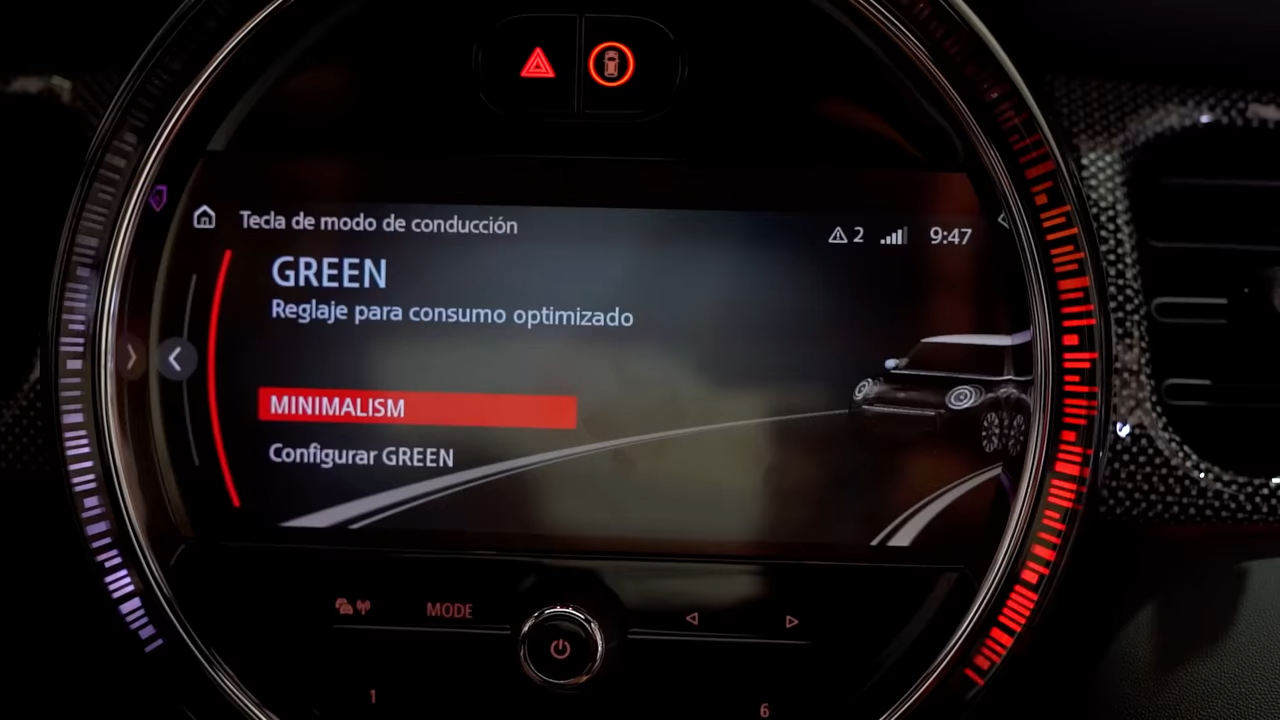 Tecla de modo de conducción
2 9:47
GREEN
Reglaje para consumo optimizado
MINIMALISM
Configurar GREEN
MODE
1
6